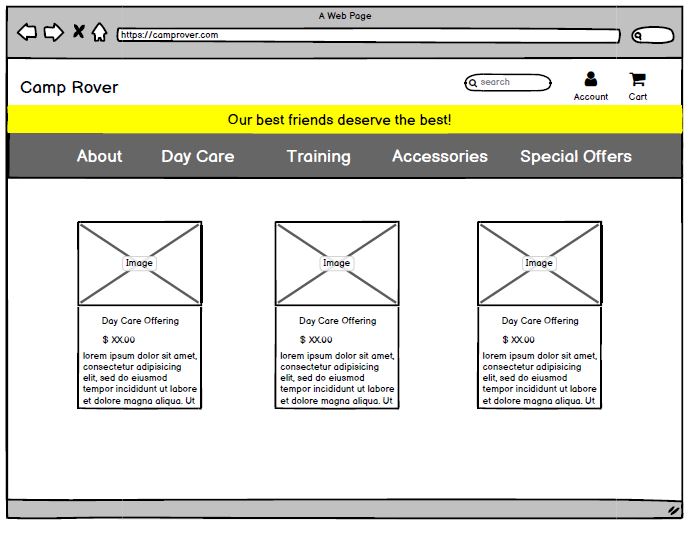 A Web Page
https://camprover.com
Camp Rover
search
Account
Cart
Our best friends deserve the best!
About
Day Care
Training
Accessories
Special Offers
Image
Day Care Offering
$ XX.00
lorem ipsum dolor sit amet,
consectetur adipisicing
elit, sed do eiusmod
tempor incididunt ut labore
et dolore magna aliqua. Ut
Image
Day Care Offering
$ XX.00
lorem ipsum dolor sit amet,
consectetur adipisicing
elit, sed do eiusmod
tempor incididunt ut labore
et dolore magna aliqua. Ut
Image
Day Care Offering
$ XX.00
lorem ipsum dolor sit amet,
consectetur adipisicing
elit, sed do eiusmod
tempor incididunt ut labore
et dolore magna aliqua. Ut